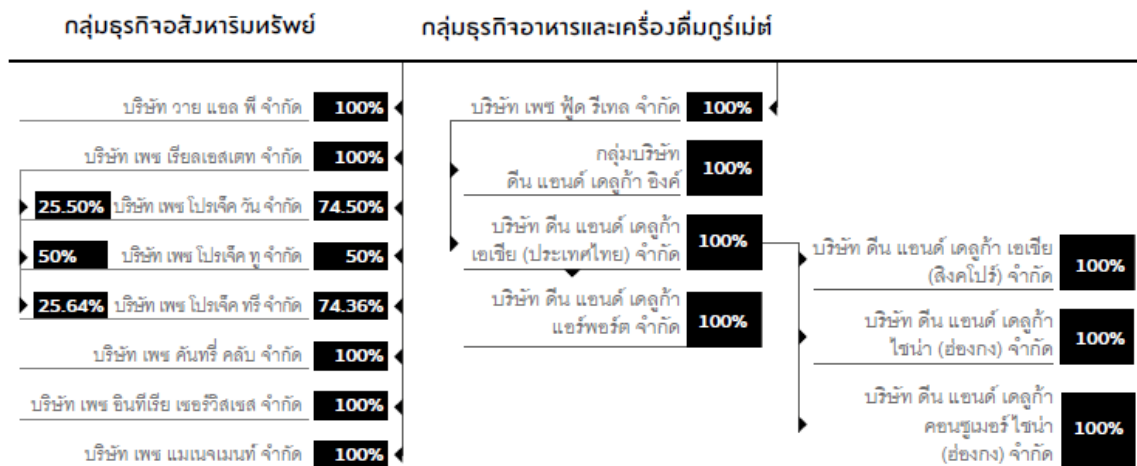 กลุ่มธุรกิจอสังหาริมทรัพย์
กลุ่มธุรกิจอาหารและเครื่องดื่มกูร์เม่ต์
บริษัท วาย แอล พี จำกัด 100%
บริษัท เพซ เรียลเอสเตท จำกัด 100%
25.50% บริษัท เพซ โปรเจ็ค วัน จำกัด 74.50%
50% บริษัท เพซ โปรเจ็ค ทู จำกัด 50%
25.64% บริษัท เพซ โปรเจ็ค ทรี จำกัด 74.36%
บริษัท เพซ คันทรี่ คลับ จำกัด 100%
บริษัท เพซ อินทีเรีย เซอร์วิสเซส จำกัด 100%
บริษัท เพซ แมเนจเมนท์ จำกัด 100%
บริษัท เพซ ฟู้ด รีเทล จำกัด 100%
กลุ่มบริษัท
ดีน แอนด์ เดลูก้า อิงค์ 100%
บริษัท ดีน แอนด์ เดลูก้า
เอเชีย (ประเทศไทย) จำกัด 100%
บริษัท ดีน แอนด์ เดลูก้า
แอร์พอร์ต จำกัด 100%
บริษัท ดีน แอนด์ เดลูก้า เอเชีย
(สิงคโปร์) จำกัด 100%
บริษัท ดีน แอนด์ เดลูก้า
ไชน่า (ฮ่องกง) จำกัด 100%
บริษัท ดีน แอนด์ เดลูก้า
คอนซูเมอร์ ไชน่า 100%
(ฮ่องกง) จำกัด